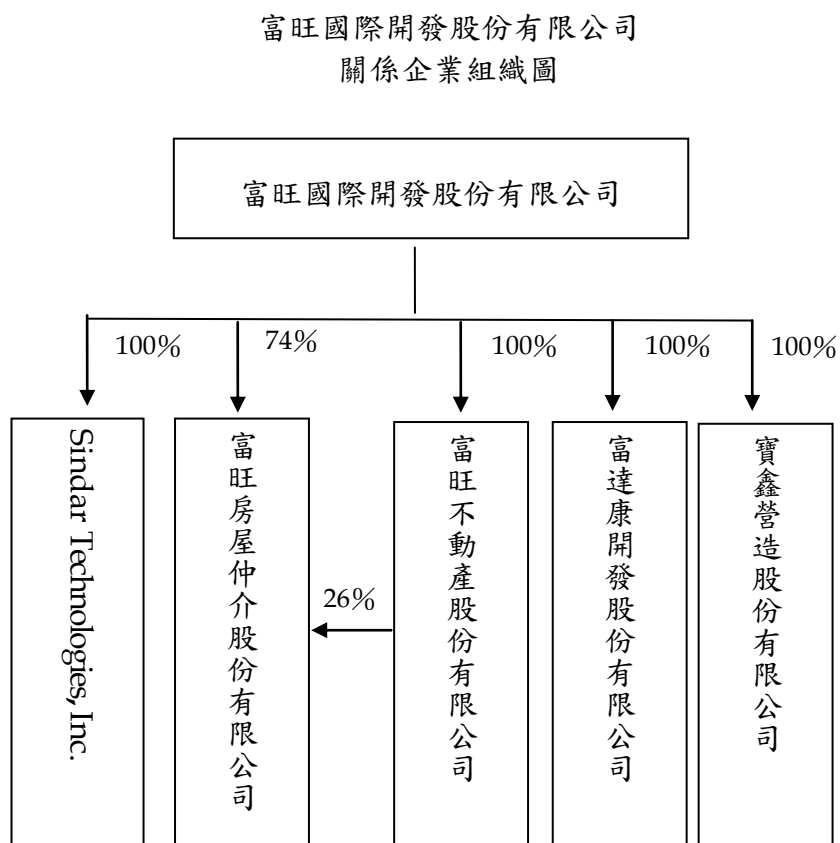 富旺國際開發股份有限公司
關係企業組織圖
富旺國際開發股份有限公司
100%
74%
100%
100%
100%
Sindar Technologies, Inc.
富旺房屋仲介股份有限公司
26%
富旺不動產股份有限公司
富達康開發股份有限公司
寶鑫營造股份有限公司